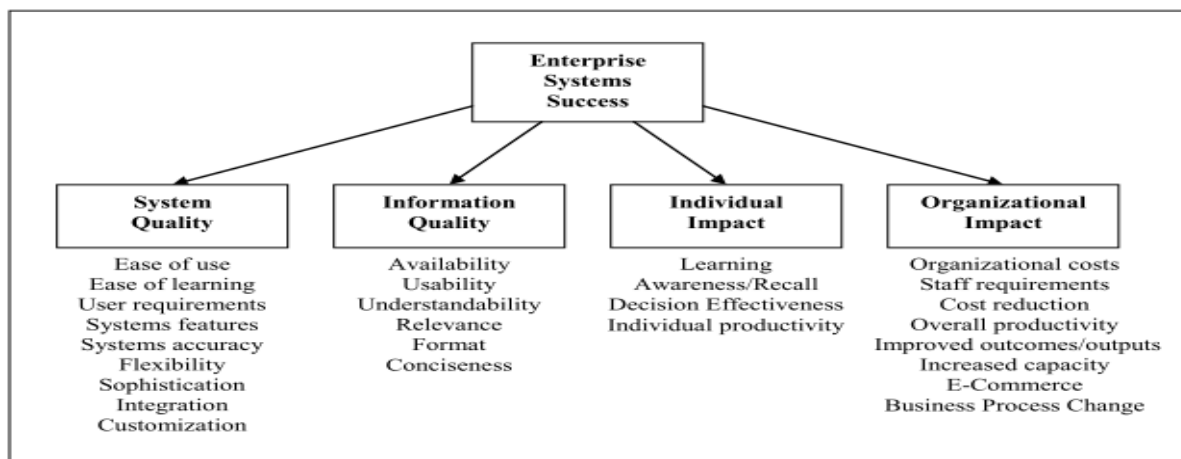 Enterprise
Systems
Success
System
Quality
Ease of use
Ease of learning
User requirements
Systems features
Systems accuracy
Flexibility
Sophistication
Integration
Customization
Information
Quality
Availability
Usability
Understandability
Relevance
Format
Conciseness
Individual
Impact
Learning
Awareness/Recall
Decision Effectiveness
Individual productivity
Organizational
Impact
Organizational costs
Staff requirements
Cost reduction
Overall productivity
Improved outcomes/outputs
Increased capacity
E-Commerce
Business Process Change